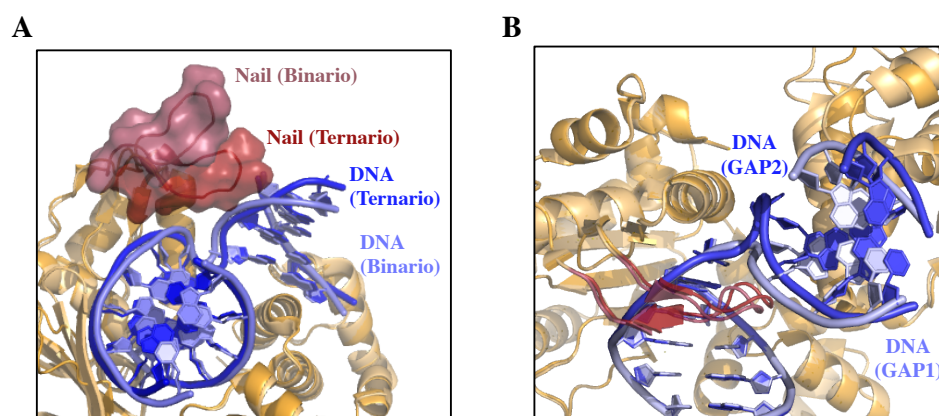 A
Nail (Binario)
Nail (Ternario)
DNA
(Ternario)
DNA
(Binario)
B
DNA
(GAP2)
DNA
(GAP1)